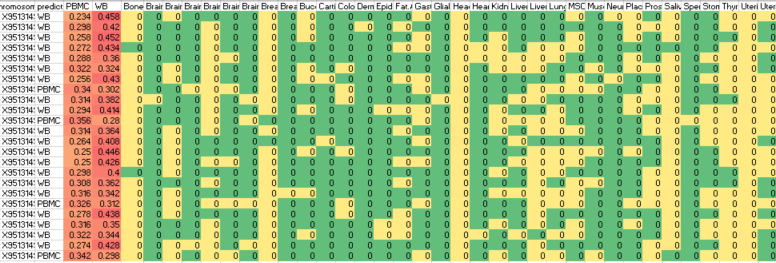 romosom predict PBMC WB Bone Brair Brair Brair Brair Brair Brair Brea Brea Bucc Carti Colo Dern Epid Fat./ Gast Glial Hea Hea Kidn Live Live Lung MSC Mus Neu Plac Pros Saliv Spe Ston Thyr Uteri Uter
X9513141 WB 0.234 0.458 0 0 0 0 0 0 0 0 0 0 0 0 0 0 0 0 0 0 0 0 0 0 0 0 0 0 0 0 0 0 0 0 0 0
X9513141 WB 0.298 0.42 0 0 0 0 0 0 0 0 0 0 0 0 0 0 0 0 0 0 0 0 0 0 0 0 0 0 0 0 0 0 0 0 0 0
X9513141 WB 0.258 0.452 0 0 0 0 0 0 0 0 0 0 0 0 0 0 0 0 0 0 0 0 0 0 0 0 0 0 0 0 0 0 0 0 0 0
X9513141 WB 0.272 0.434 0 0 0 0 0 0 0 0 0 0 0 0 0 0 0 0 0 0 0 0 0 0 0 0 0 0 0 0 0 0 0 0 0 0
X9513141 WB 0.288 0.36 0 0 0 0 0 0 0 0 0 0 0 0 0 0 0 0 0 0 0 0 0 0 0 0 0 0 0 0 0 0 0 0 0 0
X9513141 WB 0.322 0.324 0 0 0 0 0 0 0 0 0 0 0 0 0 0 0 0 0 0 0 0 0 0 0 0 0 0 0 0 0 0 0 0 0 0
X9513141 WB 0.256 0.43 0 0 0 0 0 0 0 0 0 0 0 0 0 0 0 0 0 0 0 0 0 0 0 0 0 0 0 0 0 0 0 0 0 0
X9513141 PBMC 0.34 0.302 0 0 0 0 0 0 0 0 0 0 0 0 0 0 0 0 0 0 0 0 0 0 0 0 0 0 0 0 0 0 0 0 0 0
X9513141 WB 0.314 0.382 0 0 0 0 0 0 0 0 0 0 0 0 0 0 0 0 0 0 0 0 0 0 0 0 0 0 0 0 0 0 0 0 0 0
X9513141 WB 0.294 0.414 0 0 0 0 0 0 0 0 0 0 0 0 0 0 0 0 0 0 0 0 0 0 0 0 0 0 0 0 0 0 0 0 0 0
X9513141 PBMC 0.356 0.28 0 0 0 0 0 0 0 0 0 0 0 0 0 0 0 0 0 0 0 0 0 0 0 0 0 0 0 0 0 0 0 0 0 0
X9513141 WB 0.314 0.364 0 0 0 0 0 0 0 0 0 0 0 0 0 0 0 0 0 0 0 0 0 0 0 0 0 0 0 0 0 0 0 0 0 0
X9513141 WB 0.264 0.408 0 0 0 0 0 0 0 0 0 0 0 0 0 0 0 0 0 0 0 0 0 0 0 0 0 0 0 0 0 0 0 0 0 0
X9513141 WB 0.25 0.446 0 0 0 0 0 0 0 0 0 0 0 0 0 0 0 0 0 0 0 0 0 0 0 0 0 0 0 0 0 0 0 0 0 0
X9513141 WB 0.25 0.426 0 0 0 0 0 0 0 0 0 0 0 0 0 0 0 0 0 0 0 0 0 0 0 0 0 0 0 0 0 0 0 0 0 0
X9513141 WB 0.298 0.4 0 0 0 0 0 0 0 0 0 0 0 0 0 0 0 0 0 0 0 0 0 0 0 0 0 0 0 0 0 0 0 0 0 0
X9513141 WB 0.308 0.362 0 0 0 0 0 0 0 0 0 0 0 0 0 0 0 0 0 0 0 0 0 0 0 0 0 0 0 0 0 0 0 0 0 0
X9513141 WB 0.316 0.342 0 0 0 0 0 0 0 0 0 0 0 0 0 0 0 0 0 0 0 0 0 0 0 0 0 0 0 0 0 0 0 0 0 0
X9513141 PBMC 0.326 0.312 0 0 0 0 0 0 0 0 0 0 0 0 0 0 0 0 0 0 0 0 0 0 0 0 0 0 0 0 0 0 0 0 0 0
X9513141 WB 0.278 0.438 0 0 0 0 0 0 0 0 0 0 0 0 0 0 0 0 0 0 0 0 0 0 0 0 0 0 0 0 0 0 0 0 0 0
X9513141 WB 0.316 0.35 0 0 0 0 0 0 0 0 0 0 0 0 0 0 0 0 0 0 0 0 0 0 0 0 0 0 0 0 0 0 0 0 0 0
X9513141 WB 0.322 0.344 0 0 0 0 0 0 0 0 0 0 0 0 0 0 0 0 0 0 0 0 0 0 0 0 0 0 0 0 0 0 0 0 0 0
X9513141 WB 0.274 0.428 0 0 0 0 0 0 0 0 0 0 0 0 0 0 0 0 0 0 0 0 0 0 0 0 0 0 0 0 0 0 0 0 0 0
X9513141 PBMC 0.342 0.298 0 0 0 0 0 0 0 0 0 0 0 0 0 0 0 0 0 0 0 0 0 0 0 0 0 0 0 0 0 0 0 0 0 0